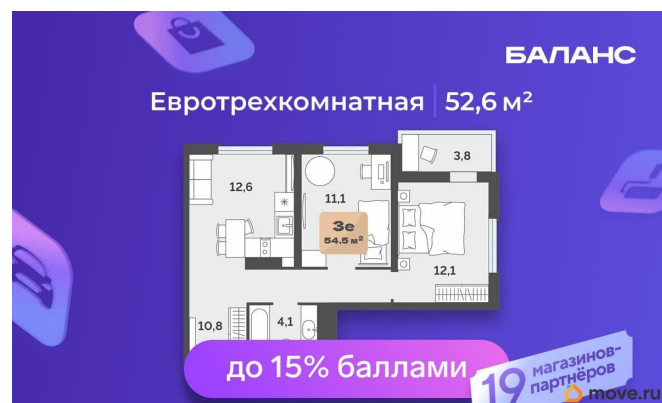 БАЛАНС
Евротрехкомнатная | 52,6 м²
3,8
12,6
11,1
3е
54,5 м²
12,1
10,8
4,1
до 15% баллами
19 магазинов-
партнёров
move.ru